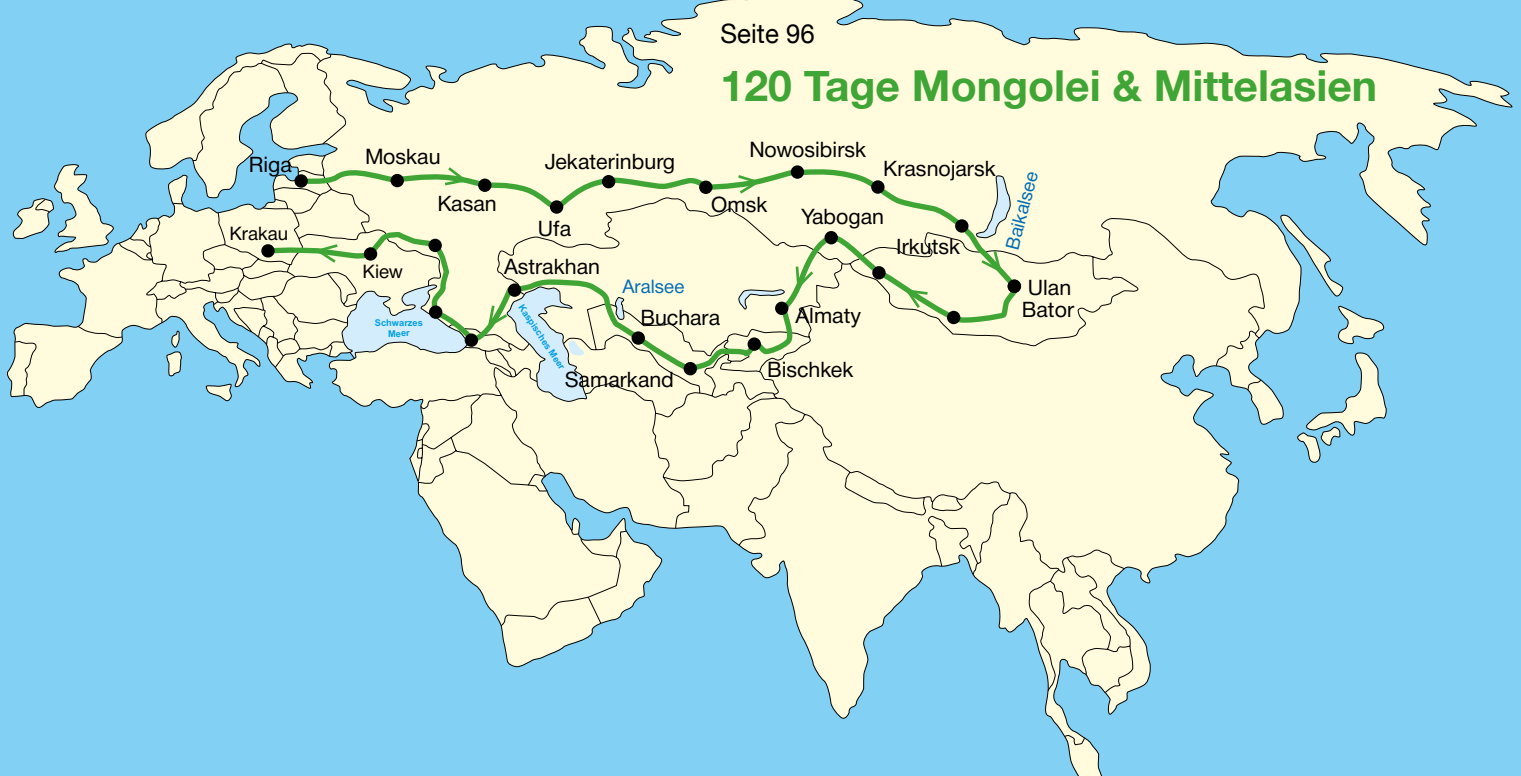 Seite 96
120 Tage Mongolei & Mittelasien
Riga
Moskau
Kasan
Ufa
Jekaterinburg
Omsk
Nowosibirsk
Krasnojarsk
Baikalsee
Irkutsk
Ulan
Bator
Yabogan
Almaty
Bischkek
Samarkand
Buchara
Aralsee
Astrakhan
Kaspisches Meer
Schwarzes
Meer
Kiew
Krakau